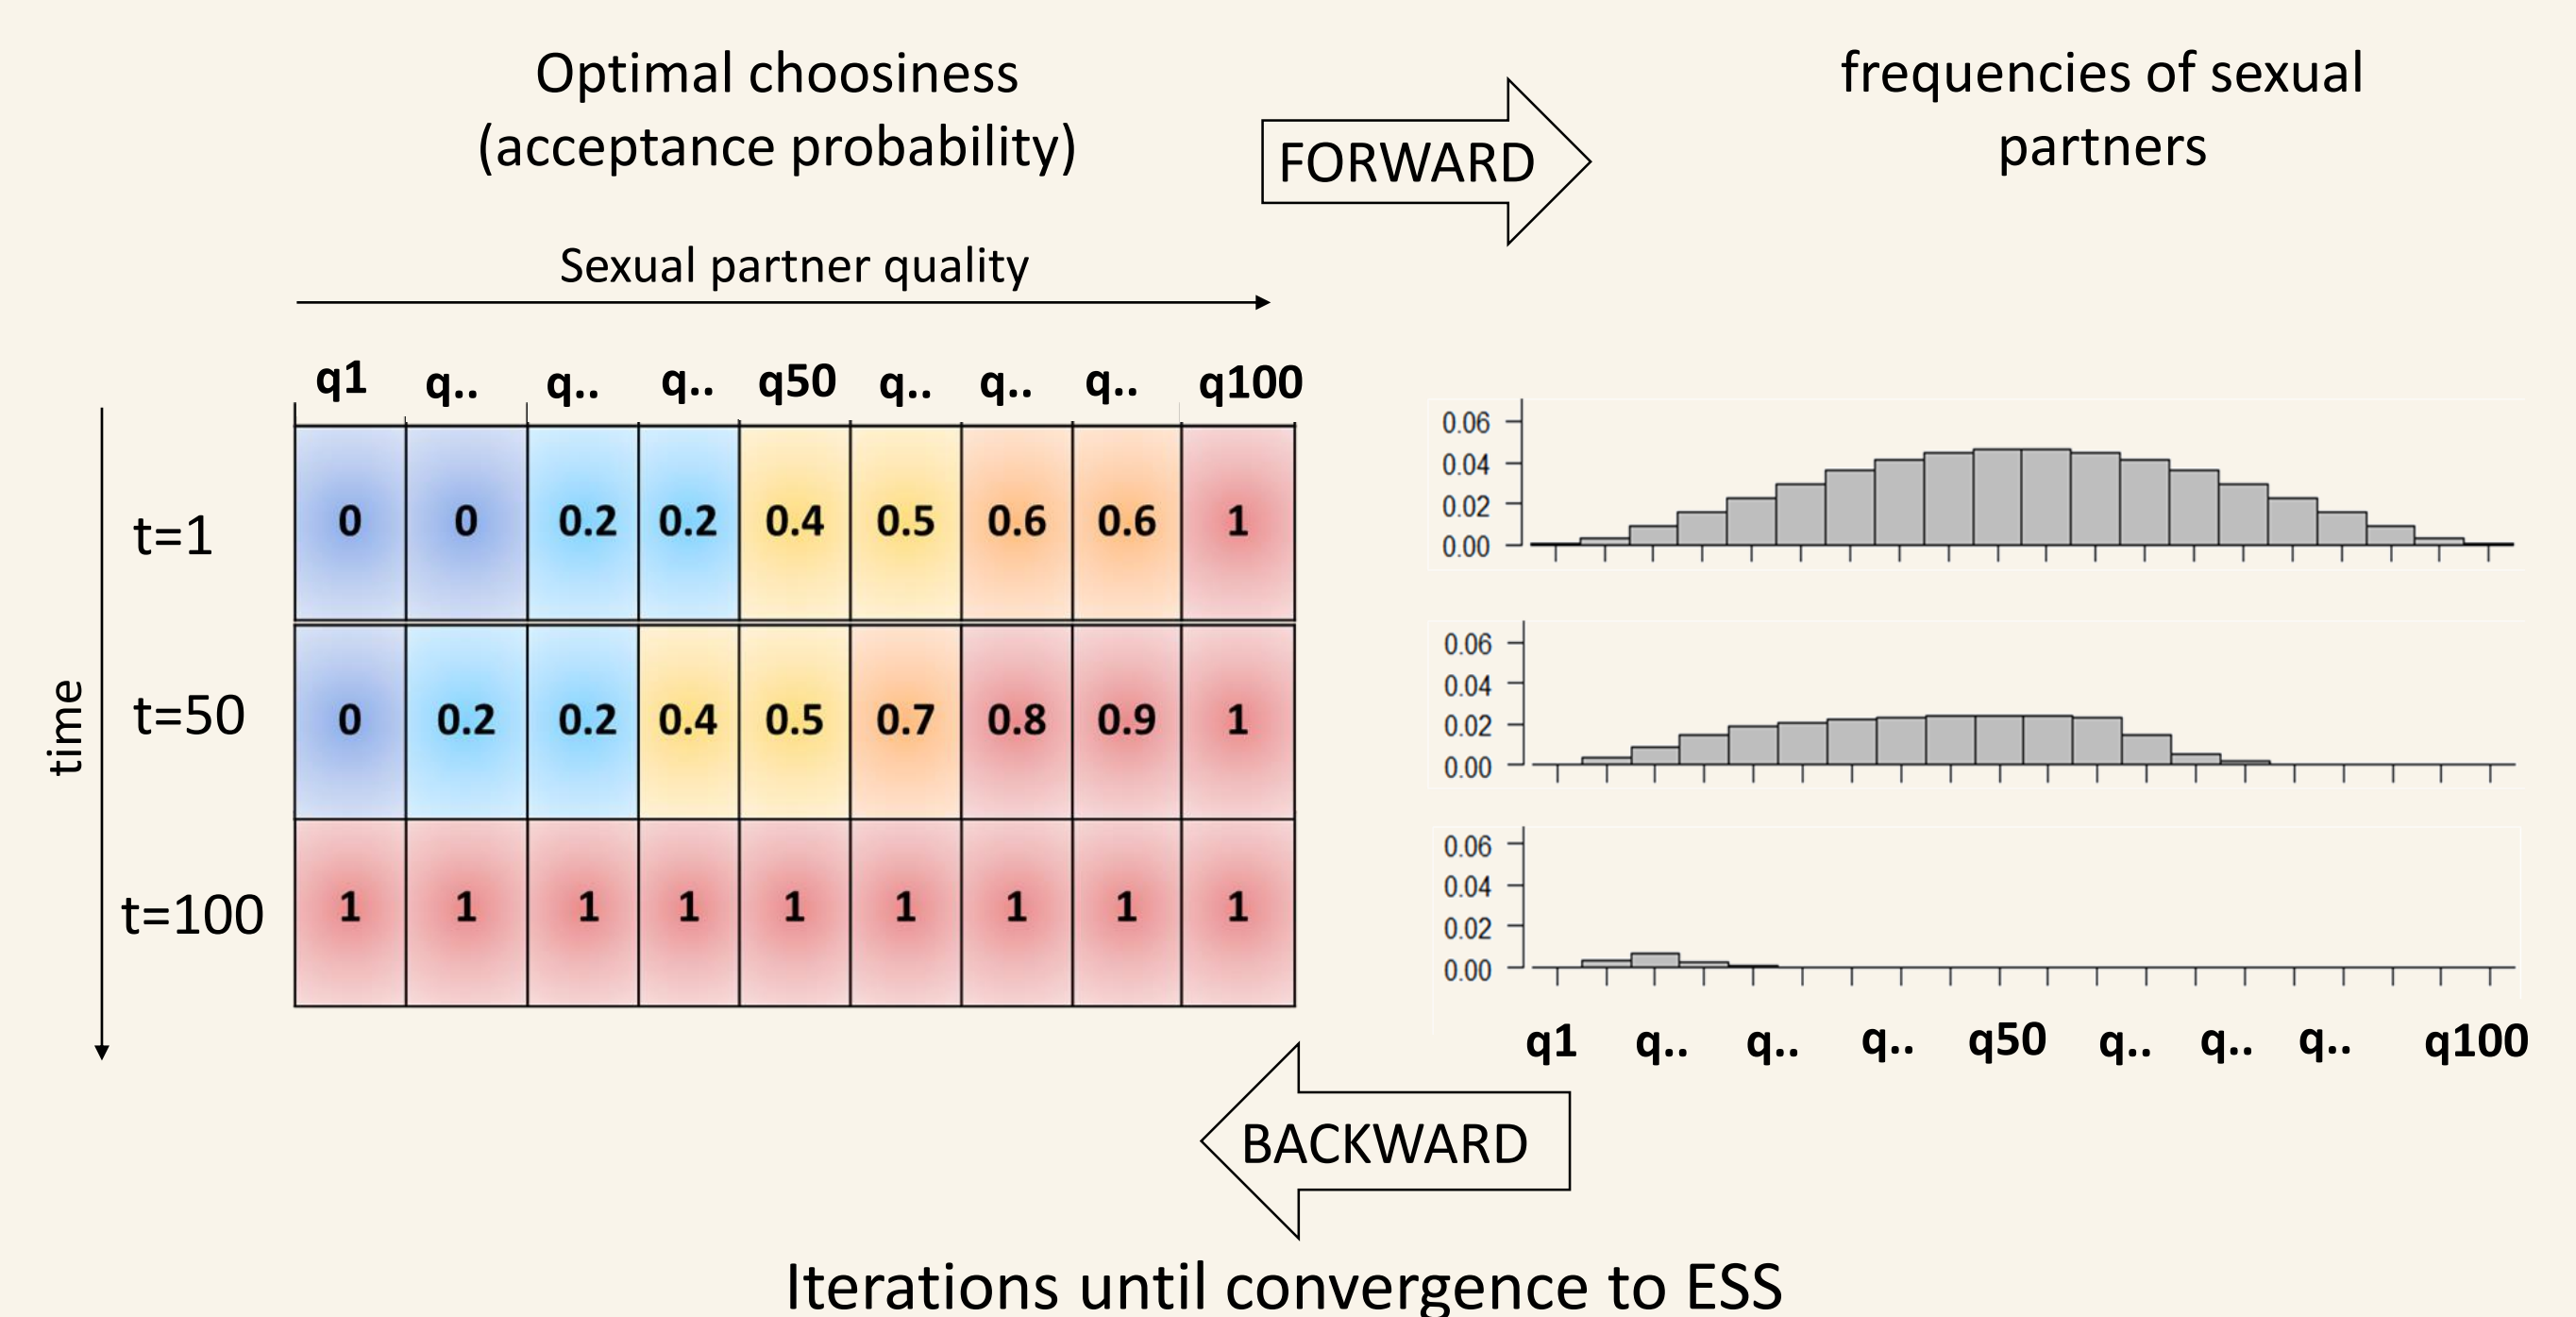 Optimal choosiness
(acceptance probability)
FORWARD
frequencies of sexual
partners
Sexual partner quality
q1 q.. q.. q.. q50 q.. q.. q.. q100
time
t=1 0 0 0.2 0.2 0.4 0.5 0.6 0.6 1
t=50 0 0.2 0.2 0.4 0.5 0.7 0.8 0.9 1
t=100 1 1 1 1 1 1 1 1 1
0.06
0.04
0.02
0.00
0.06
0.04
0.02
0.00
0.06
0.04
0.02
0.00
q1 q.. q.. q.. q50 q.. q.. q.. q100
BACKWARD
Iterations until convergence to ESS